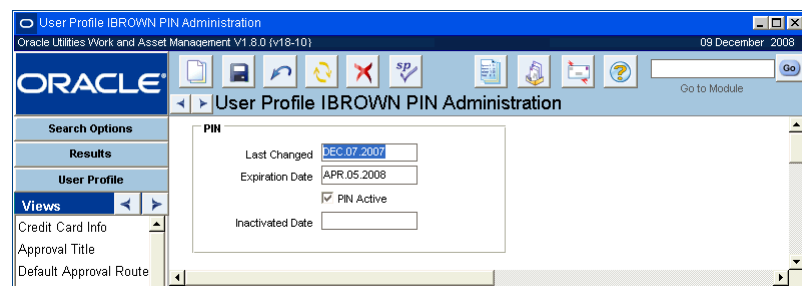 User Profile IBROWN PIN Administration
Oracle Utilities Work and Asset Management V1.8.0 {v18-10}
09 December 2008
ORACLE
sp
?
Go
Go to Module
User Profile IBROWN PIN Administration
Search Options
Results
User Profile
Views
Credit Card Info
Approval Title
Default Approval Route
PIN
Last Changed DEC.07.2007
Expiration Date APR.05.2008
PIN Active
Inactivated Date